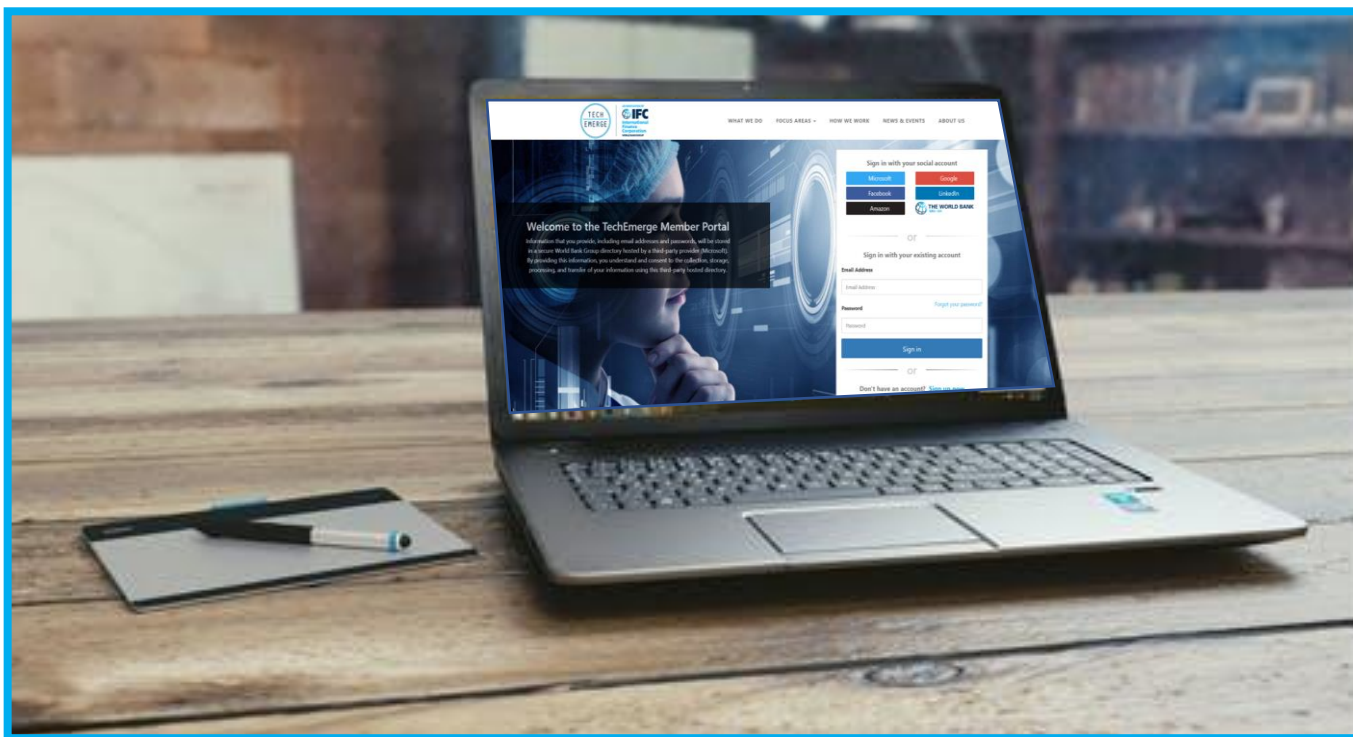 TECH
EMERGE
IFC
International
Finance
Corporation
WHAT WE DO FOCUS AREAS HOW WE WORK NEWS & EVENTS ABOUT US
Welcome to the TechEmerge Member Portal
Information that you provide, including email addresses and passwords, will be stored
in a secure World Bank Group directory hosted by a third-party provider (Microsoft).
By providing this information, you understand and consent to the collection, storage,
processing, and transfer of your information using this third-party hosted directory.
Sign in with your social account
Microsoft Google
Facebook LinkedIn
Amazon THE WORLD BANK
or
Sign in with your existing account
Email Address
Email Address
Forgot your password?
Password
Password
Sign in
or
Don't have an account? Sign up now